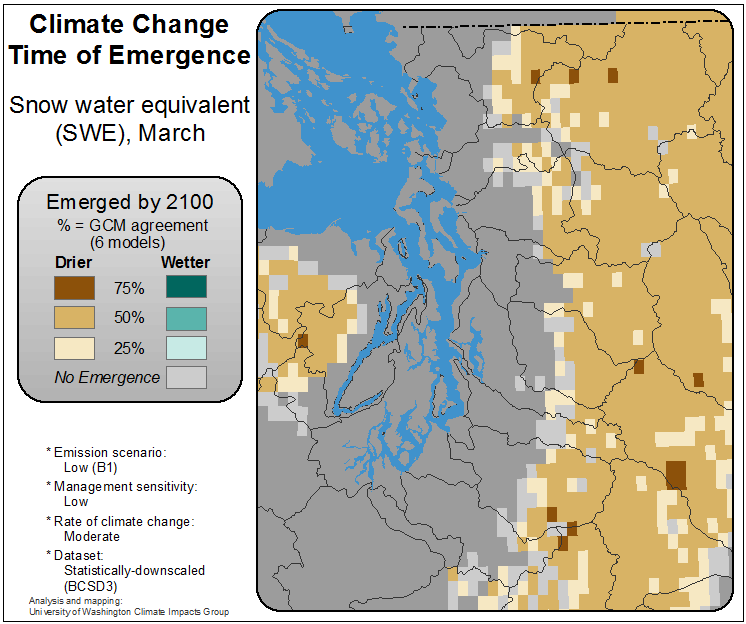 Climate Change
Time of Emergence
Snow water equivalent
(SWE), March
Emerged by 2100
% = GCM agreement
(6 models)
Drier Wetter
75%
50%
25%
No Emergence
* Emission scenario:
Low (B1)
* Management sensitivity:
Low
* Rate of climate change:
Moderate
* Dataset:
Statistically-downscaled
(BCSD3)
Analysis and mapping:
University of Washington Climate Impacts Group